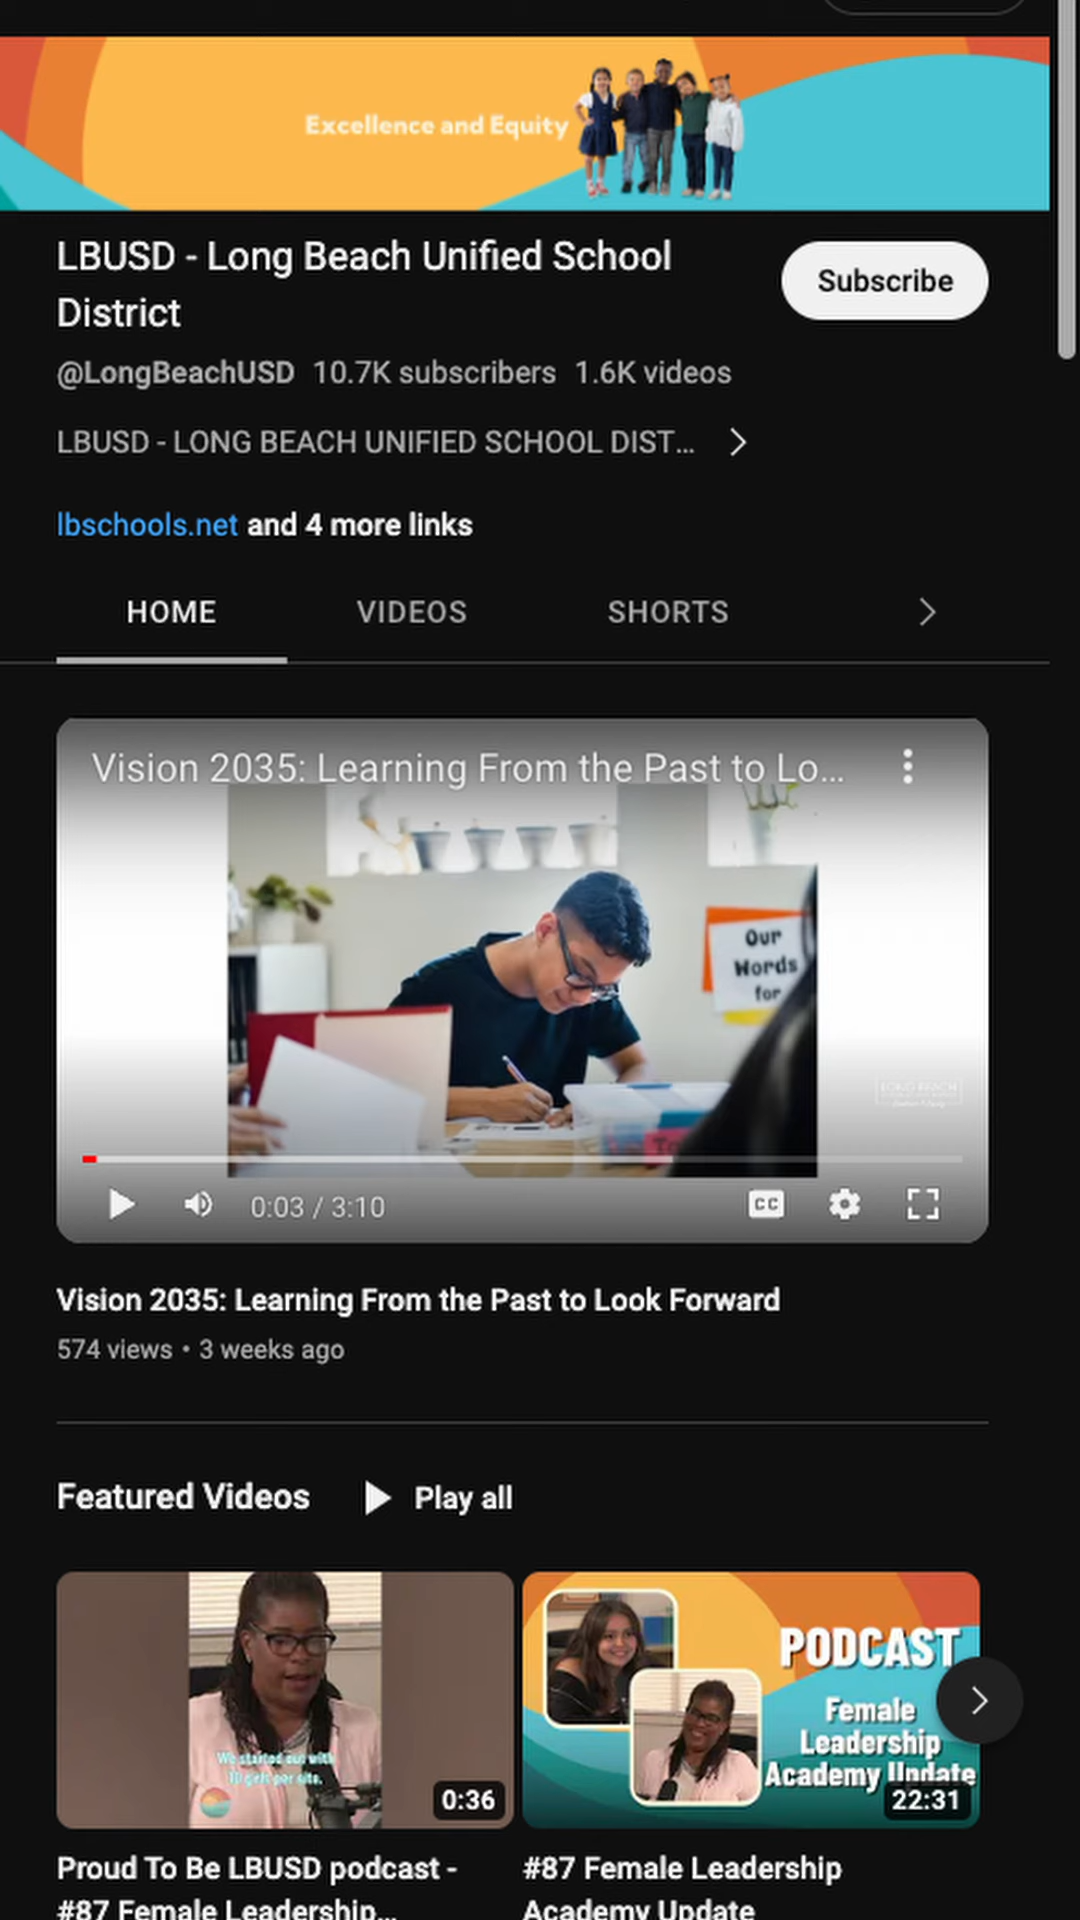 Excellence and Equity
LBUSD - Long Beach Unified School
District
Subscribe
@LongBeachUSD 10.7K subscribers 1.6K videos
LBUSD - LONG BEACH UNIFIED SCHOOL DIST...
lbschools.net and 4 more links
HOME VIDEOS SHORTS
Vision 2035: Learning From the Past to Lo...
Our
Words
for
LONG BEACH
0:03 / 3:10
CC
Vision 2035: Learning From the Past to Look Forward
574 views • 3 weeks ago
Featured Videos Play all
We started out with
10 girls per site.
0:36
PODCAST
Female
Leadership
Academy Update
22:31
Proud To Be LBUSD podcast -
#87 Female Leadership...
#87 Female Leadership
Academy Update